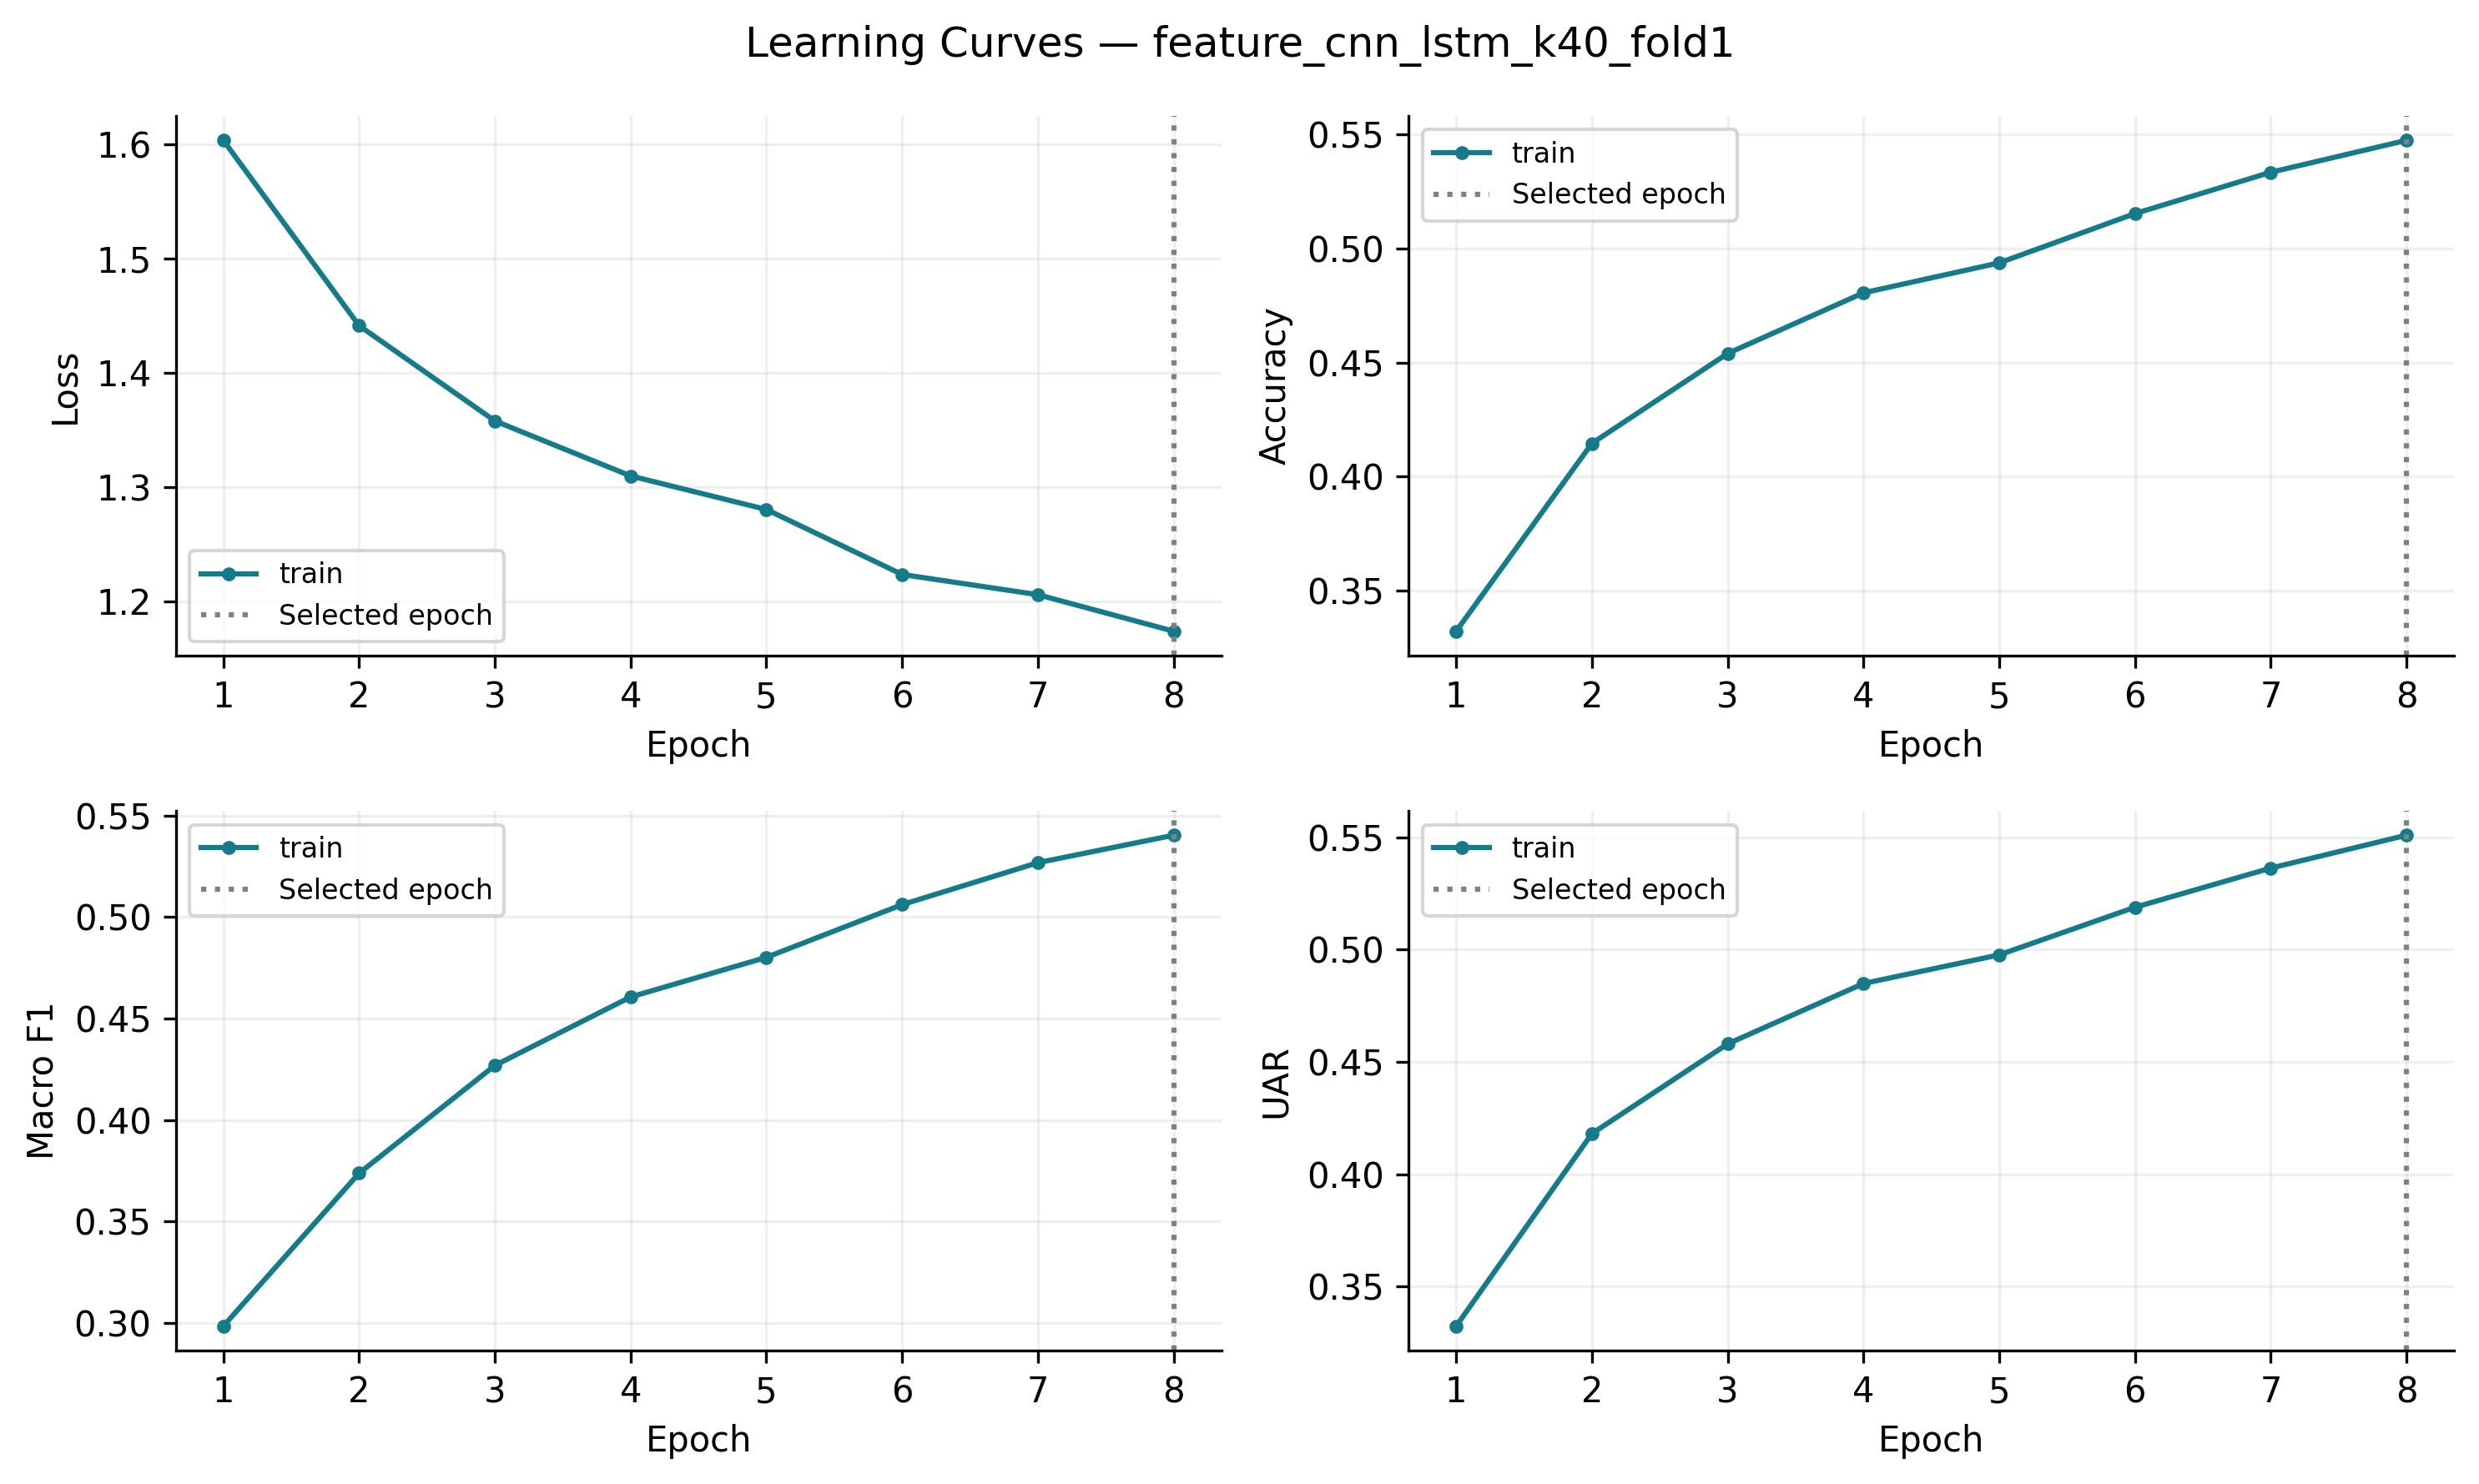 Learning Curves — feature_cnn_lstm_k40_fold1
1.6
1.5
1.4
1.3
1.2
Loss
train
Selected epoch
1 2 3 4 5 6 7 8
Epoch
0.55
0.50
0.45
0.40
0.35
Accuracy
train
Selected epoch
1 2 3 4 5 6 7 8
Epoch
0.55
0.50
0.45
0.40
0.35
0.30
Macro F1
train
Selected epoch
1 2 3 4 5 6 7 8
Epoch
0.55
0.50
0.45
0.40
0.35
UAR
train
Selected epoch
1 2 3 4 5 6 7 8
Epoch